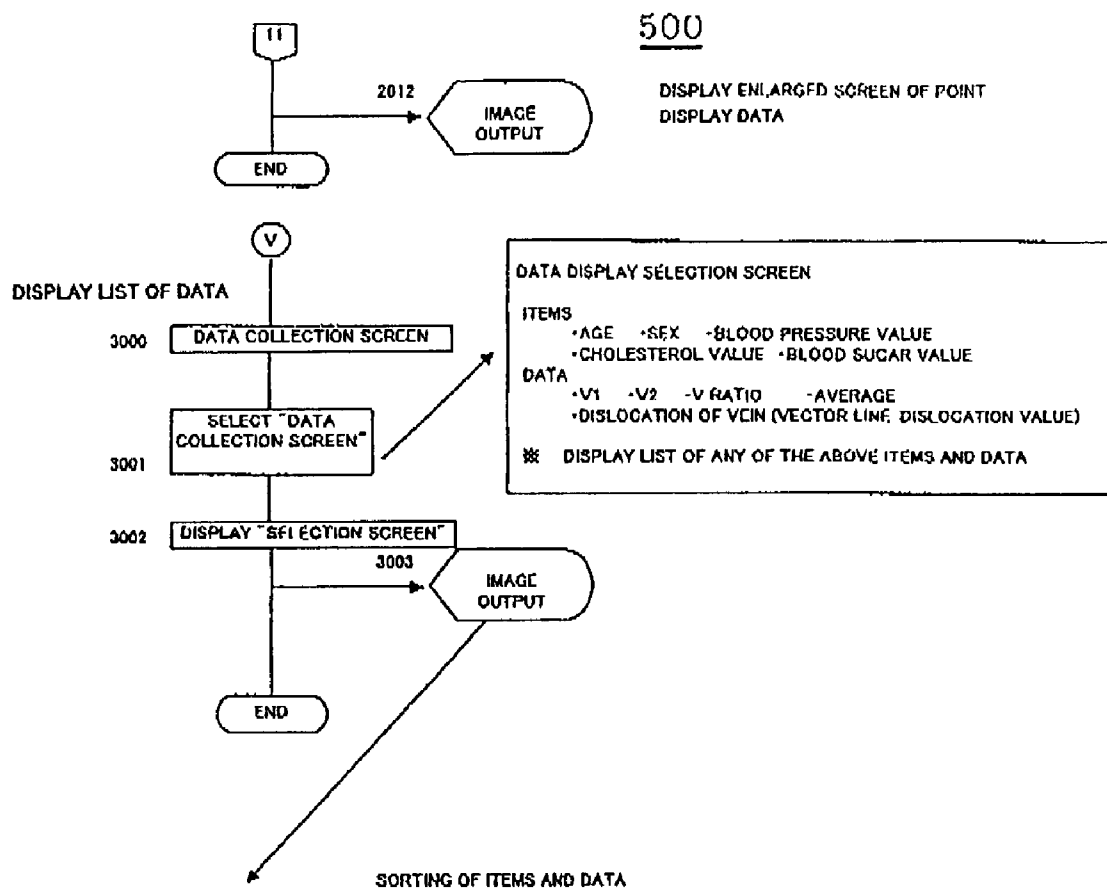 500
11
2012
IMAGE
OUTPUT
DISPLAY ENLARGED SCREEN OF POINT
DISPLAY DATA
END
V
DISPLAY LIST OF DATA
3000
DATA COLLECTION SCREEN
SELECT "DATA
COLLECTION SCREEN"
3001
3002
DISPLAY "SELECTION SCREEN"
3003
IMAGE
OUTPUT
END
DATA DISPLAY SELECTION SCREEN
ITEMS
・AGE ・SEX ・BLOOD PRESSURE VALUE
・CHOLESTEROL VALUE ・BLOOD SUGAR VALUE
DATA
・V1 ・V2 ・V RATIO ・AVERAGE
・DISLOCATION OF VEIN (VECTOR LINE, DISLOCATION VALUE)
※ DISPLAY LIST OF ANY OF THE ABOVE ITEMS AND DATA
SORTING OF ITEMS AND DATA